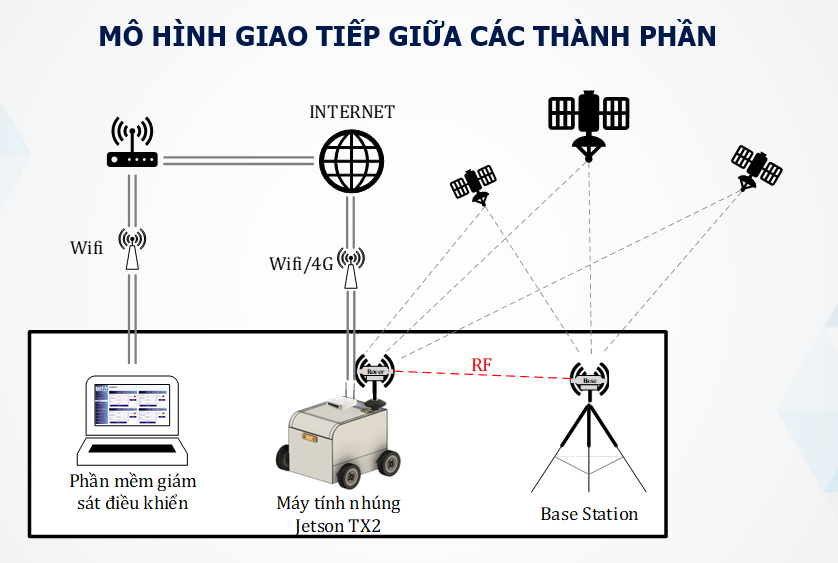 MÔ HÌNH GIAO TIẾP GIỮA CÁC THÀNH PHẦN
INTERNET
Wifi
Wifi/4G
Rover
RF
Base
Phần mềm giám
sát điều khiển
Máy tính nhúng
Jetson TX2
Base Station